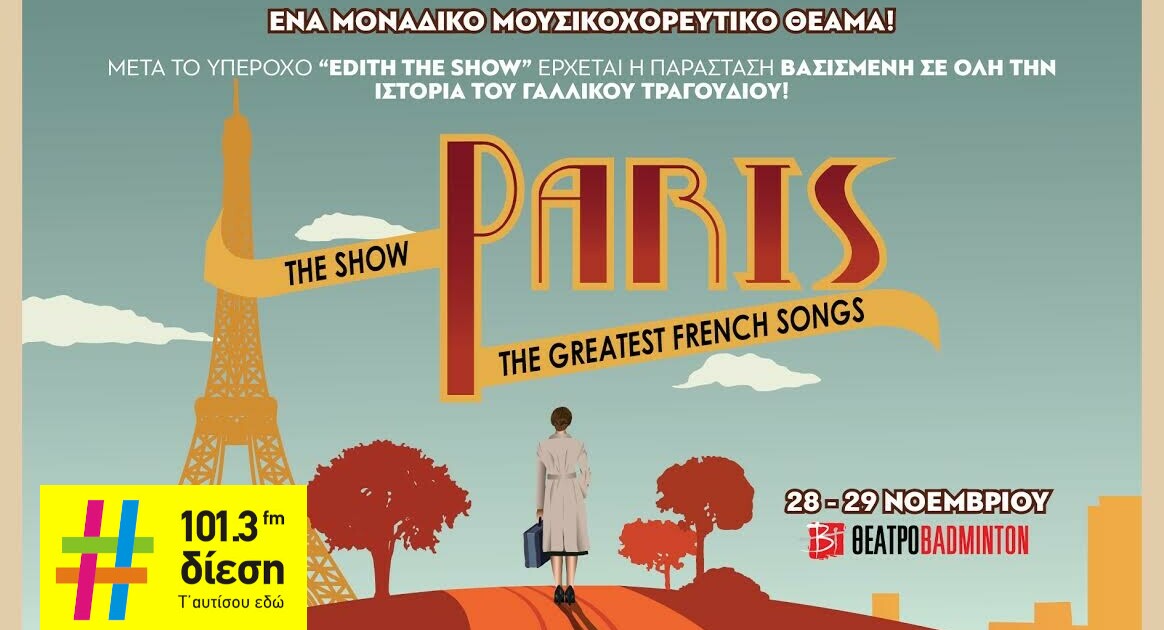 ΕΝΑ ΜΟΝΑΔΙΚΟ ΜΟΥΣΙΚΟΧΟΡΕΥΤΙΚΟ ΘΕΑΜΑ!
ΜΕΤΑ ΤΟ ΥΠΕΡΟΧΟ “EDITH THE SHOW” ΕΡΧΕΤΑΙ Η ΠΑΡΑΣΤΑΣΗ ΒΑΣΙΣΜΕΝΗ ΣΕ ΟΛΗ ΤΗΝ
ΙΣΤΟΡΙΑ ΤΟΥ ΓΑΛΛΙΚΟΥ ΤΡΑΓΟΥΔΙΟΥ!
PARIS
THE SHOW
THE GREATEST FRENCH SONGS
28 - 29 ΝΟΕΜΒΡΙΟΥ
Bτ ΘΕΑΤΡΟBADMINTON
101.3 fm
δίεση
Τ'αυτίσου εδώ